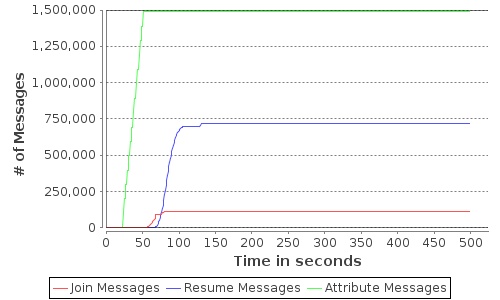 1,500,000
1,250,000
1,000,000
750,000
500,000
250,000
0
# of Messages
0 50 100 150 200 250 300 350 400 450 500
Time in seconds
Join Messages Resume Messages Attribute Messages